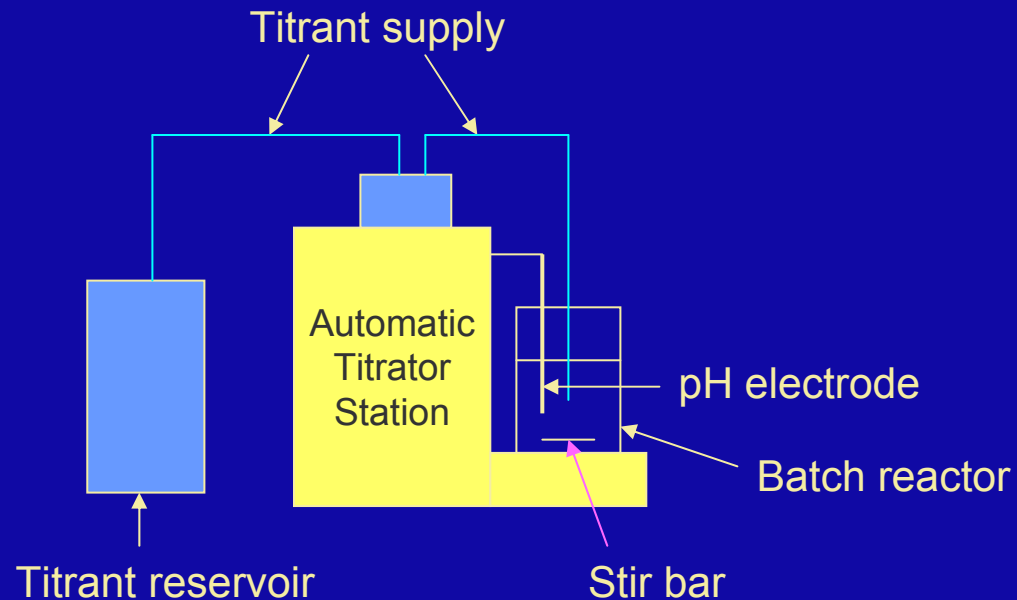 Titrant supply
Automatic
Titrator
Station
pH electrode
Batch reactor
Titrant reservoir
Stir bar